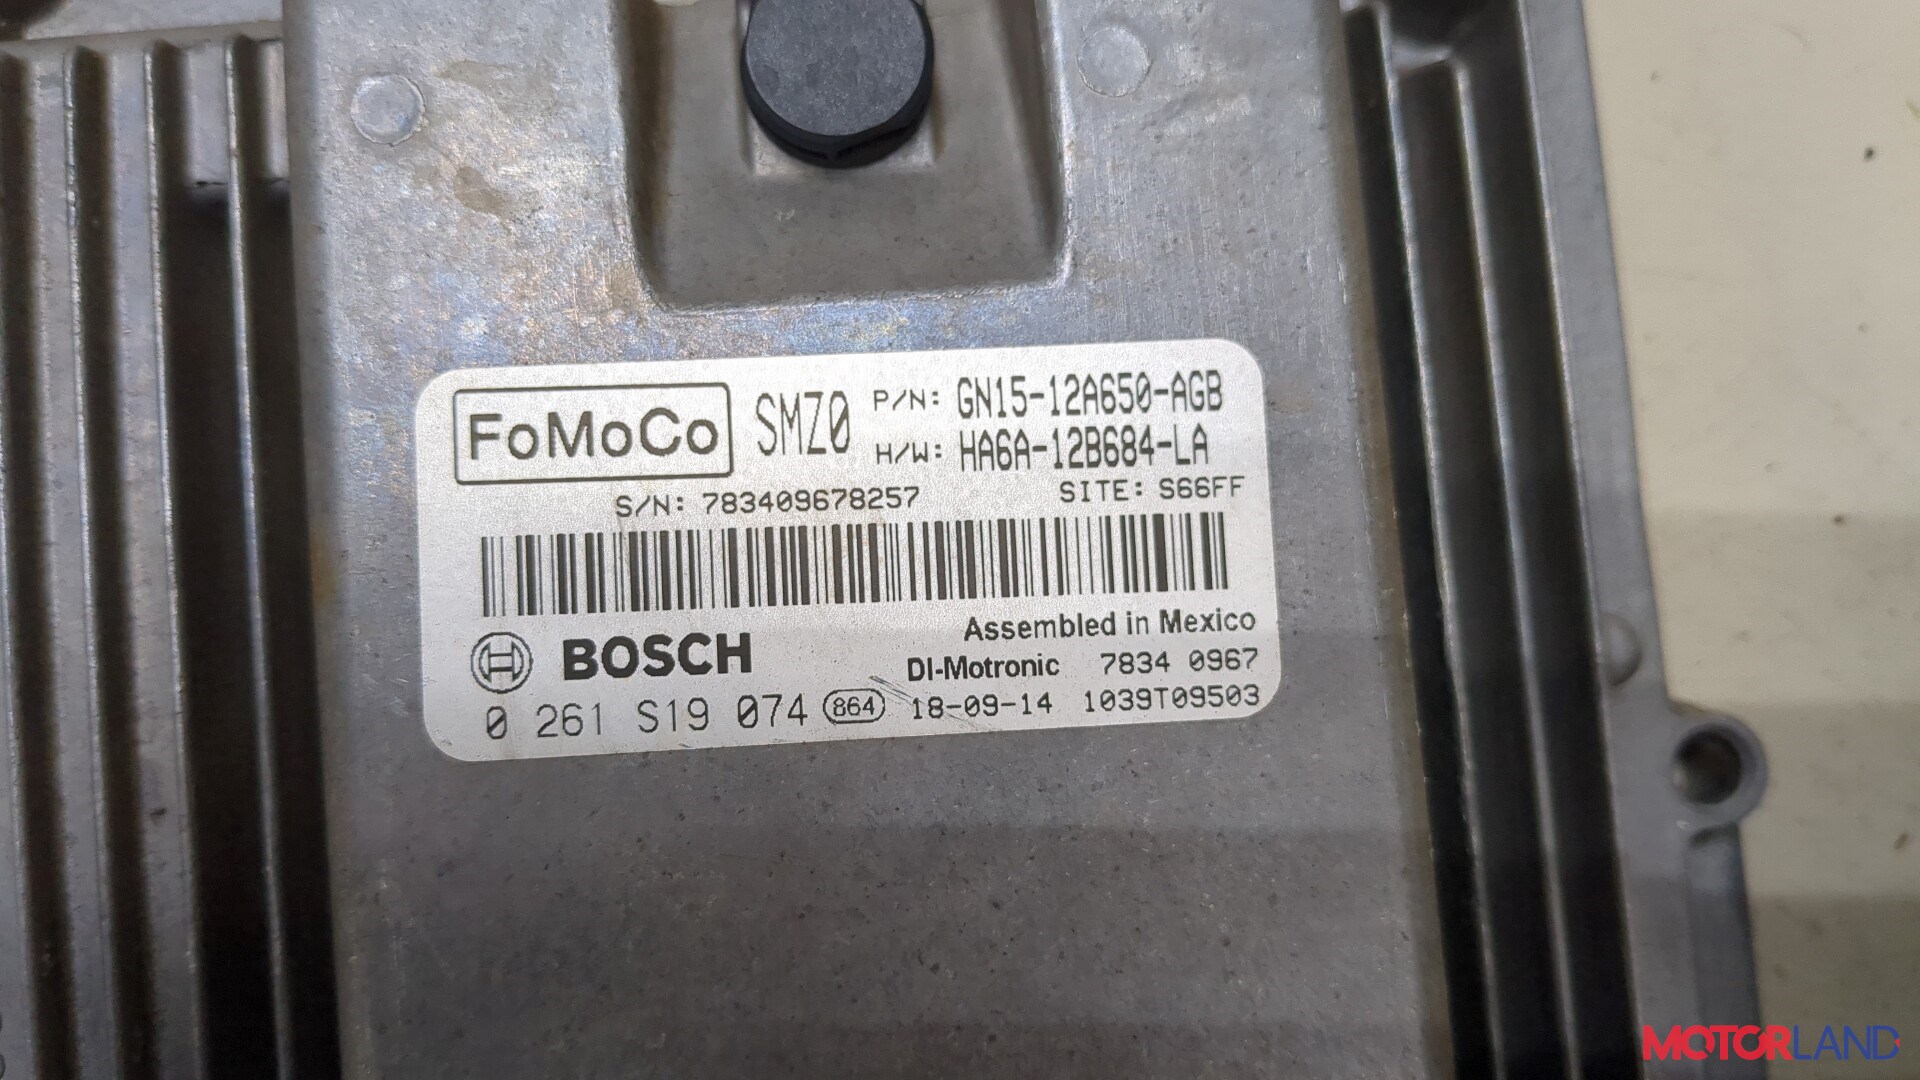 FoMoCo SMZ0 P/N: GN15-12A650-AGB
H/W: HA6A-12B684-LA
S/N: 783409678257 SITE: S66FF
Assembled in Mexico
BOSCH DI-Motronic 7834 0967
0 261 S19 074 864 18-09-14 1039T09503
MOTORLAND